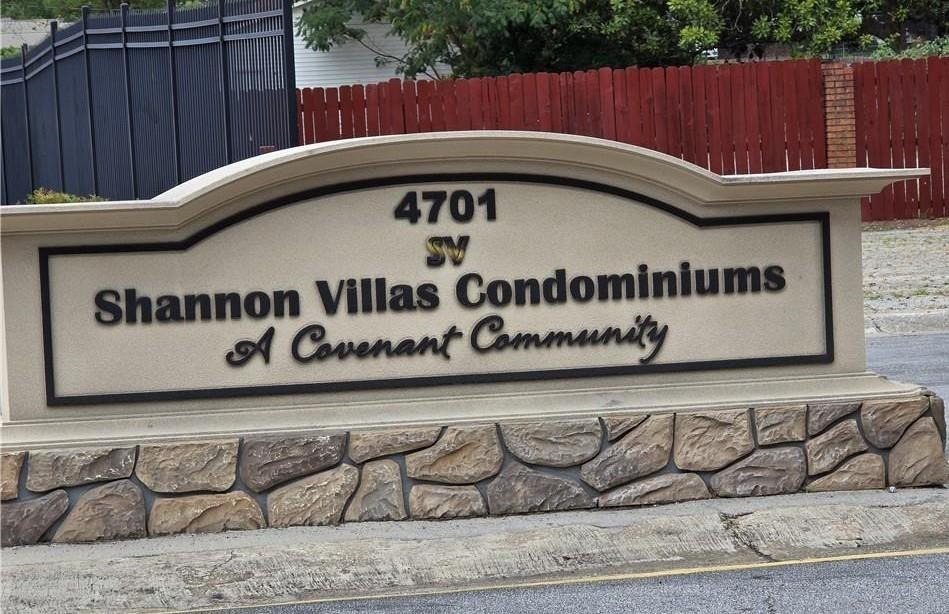 4701
SV
Shannon Villas Condominiums
A Covenant Community